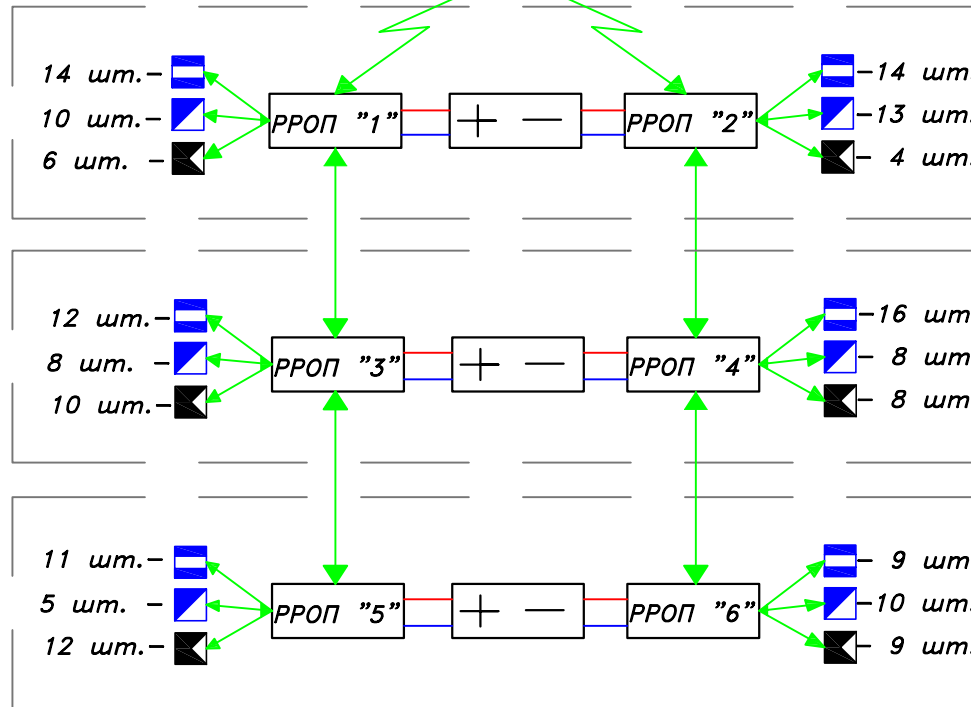 14 шт.- -14 шт
10 шт.- РРОП "1" + — РРОП "2" -13 шт.
6 шт. - - 4 шт.
12 шт.- -16 шт
8 шт. - РРОП "3" + — РРОП "4" - 8 шт
10 шт.- - 8 шт
11 шт.- - 9 шт
5 шт. - РРОП "5" + — РРОП "6" -10 шт.
12 шт.- - 9 шт.